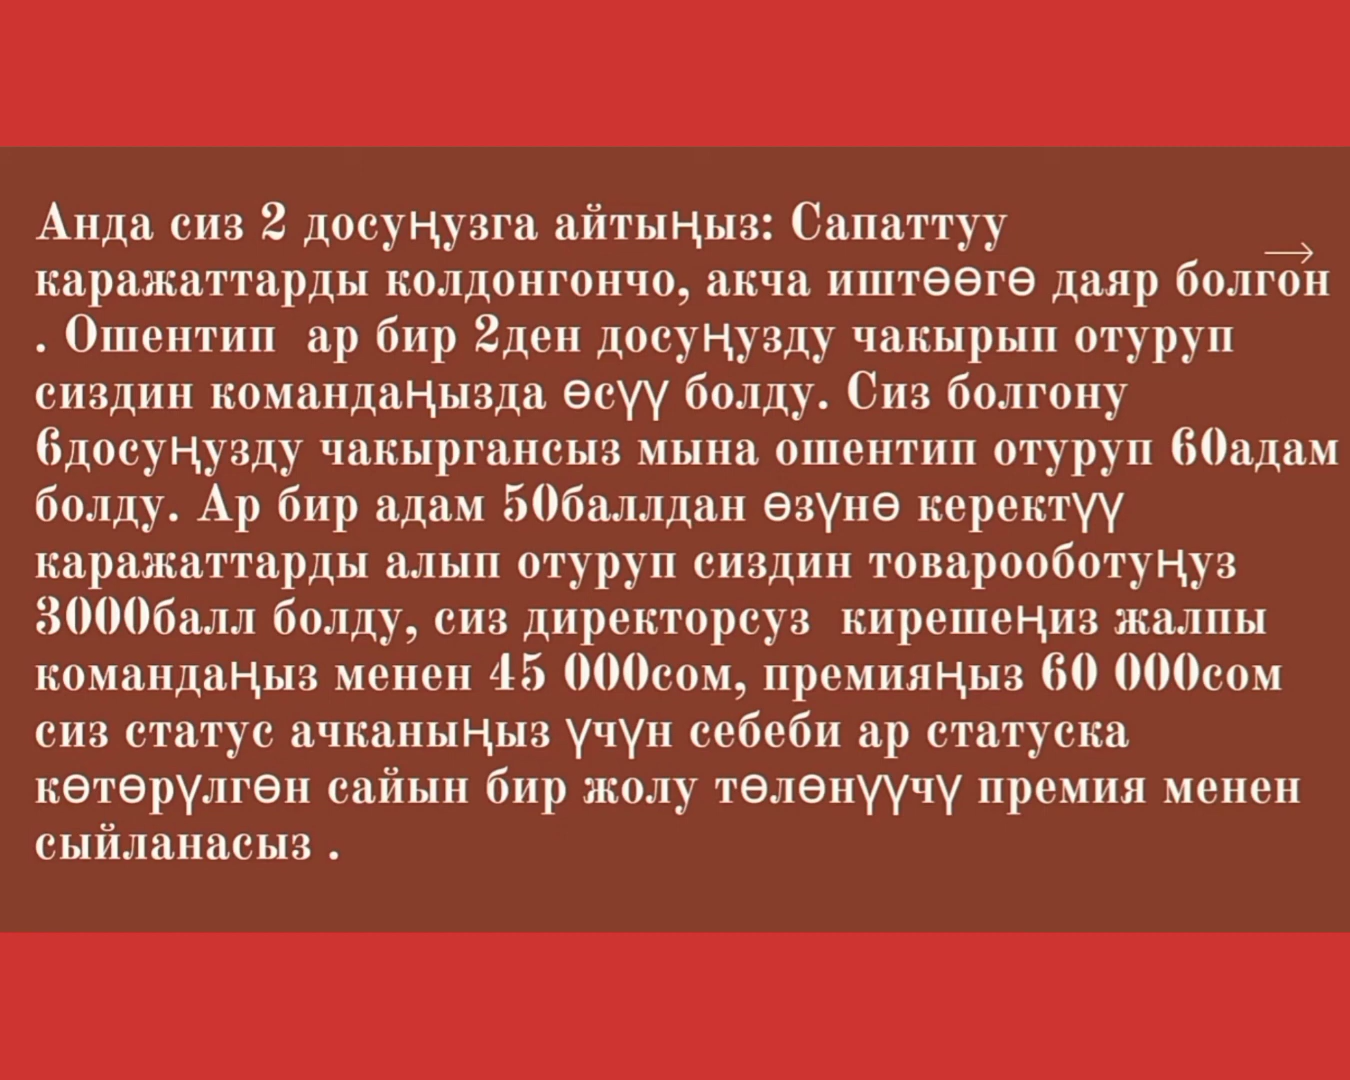 Анда сиз 2 досуңузга айтыңыз: Сапаттуу
каражаттарды колдонгончо, акча иштөөгө даяр болгон
. Ошентип  ар бир 2ден досуңузду чакырып отуруп
сиздин командаңызда өсүү болду. Сиз болгону
6досуңузду чакыргансыз мына ошентип отуруп 60адам
болду. Ар бир адам 50баллдан өзүнө керектүү
каражаттарды алып отуруп сиздин товарооботуңуз
3000балл болду, сиз директорсуз  кирешеңиз жалпы
командаңыз менен 45 000сом, премияңыз 60 000сом
сиз статус ачканыңыз үчүн себеби ар статуска
көтөрүлгөн сайын бир жолу төлөнүүчү премия менен
сыйланасыз .